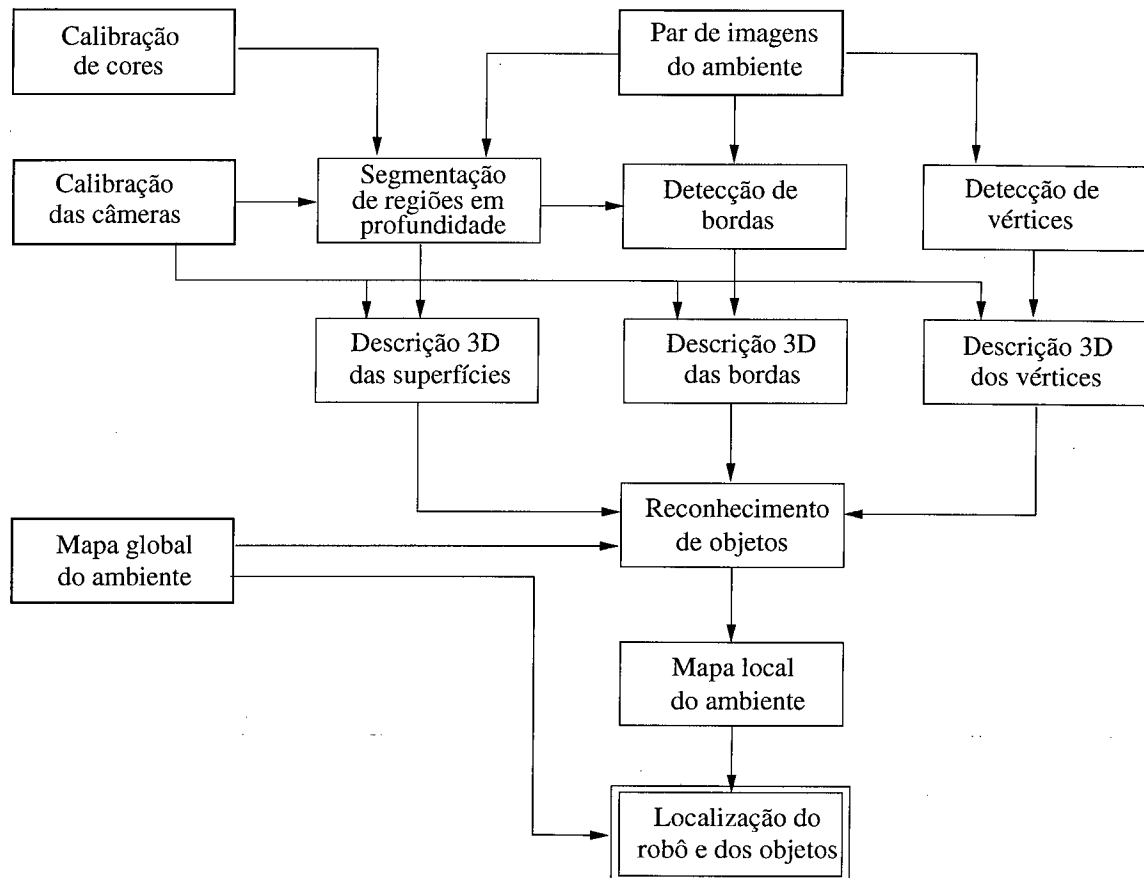 Calibração
de cores
Par de imagens
do ambiente
Calibração
das câmeras
Segmentação
de regiões em
profundidade
Detecção de
bordas
Detecção de
vértices
Descrição 3D
das superfícies
Descrição 3D
das bordas
Descrição 3D
dos vértices
Mapa global
do ambiente
Reconhecimento
de objetos
Mapa local
do ambiente
Localização do
robô e dos objetos